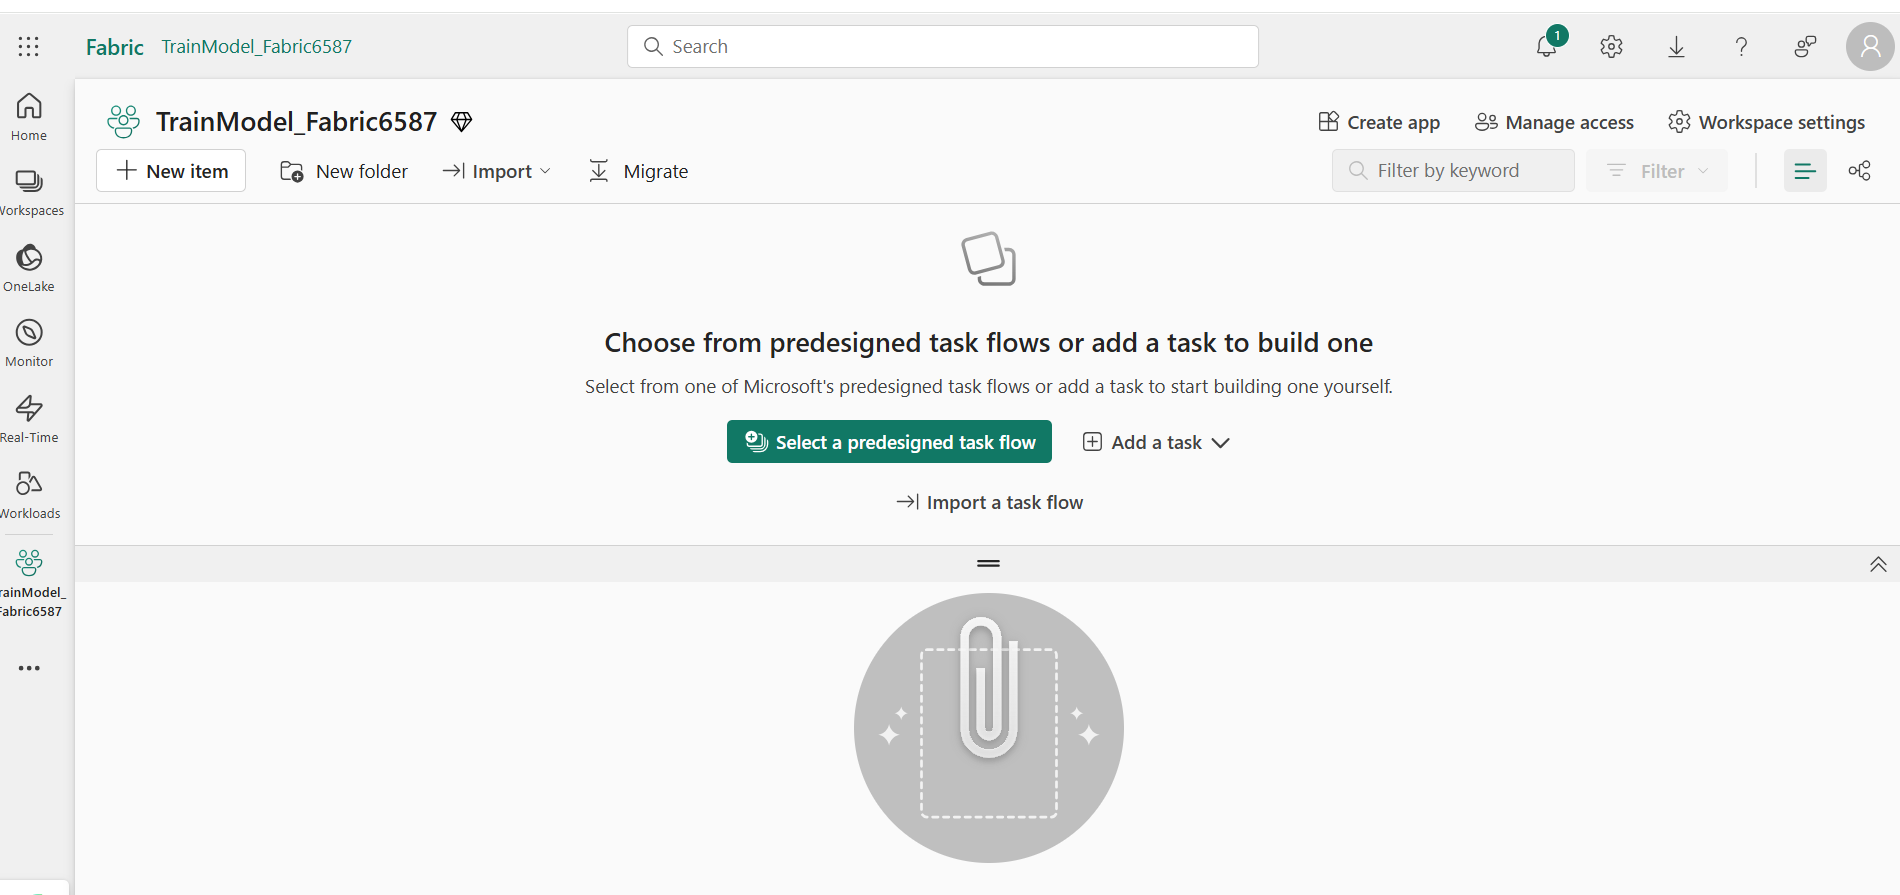 Fabric TrainModel_Fabric6587
Search
1
Home
Workspaces
OneLake
Monitor
Real-Time
Workloads
TrainModel_
Fabric6587
TrainModel_Fabric6587
Create app
Manage access
Workspace settings
New item
New folder
Import
Migrate
Filter by keyword
Filter
Choose from predesigned task flows or add a task to build one
Select from one of Microsoft's predesigned task flows or add a task to start building one yourself.
Select a predesigned task flow
Add a task
Import a task flow